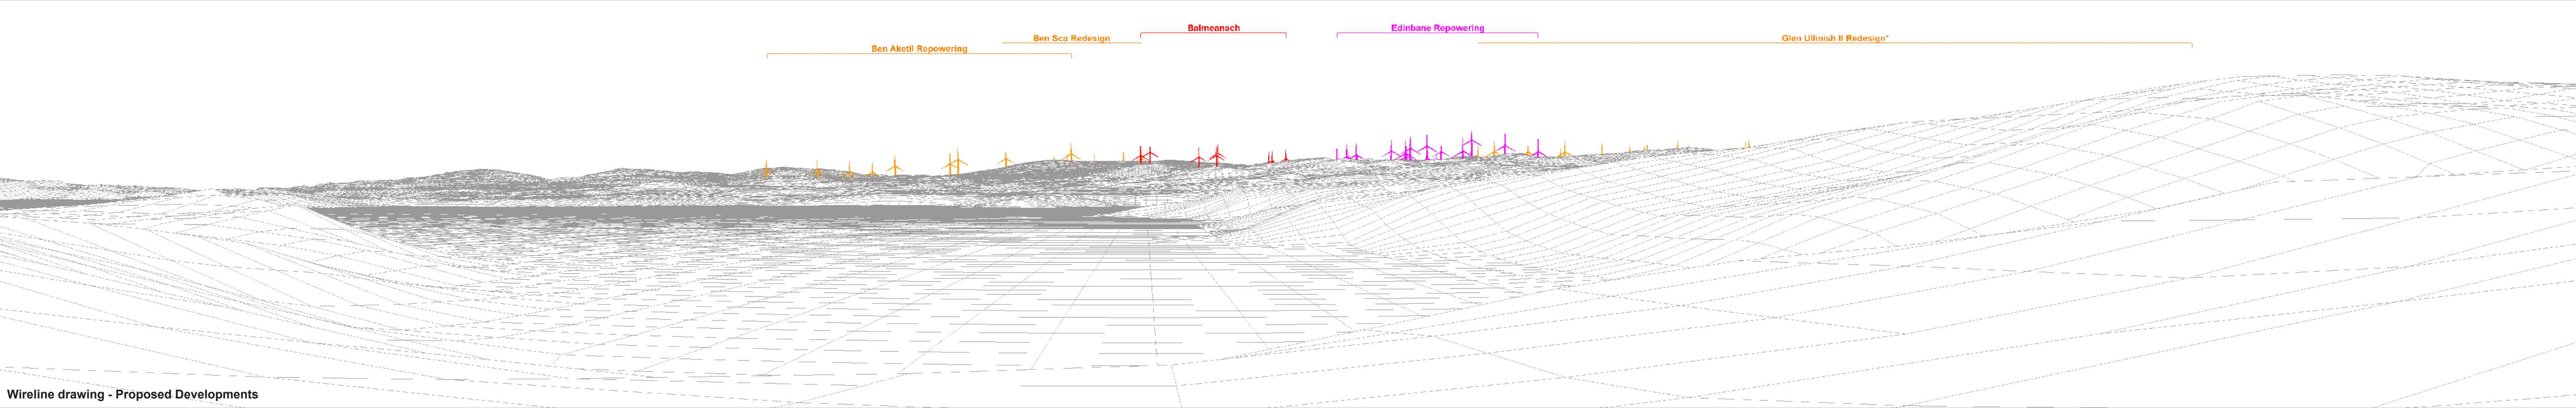 Balmeanach
Edinbane Repowering
Ben Sca Redesign
Glen Ullinish II Redesign*
Ben Aketil Repowering
Wireline drawing - Proposed Developments